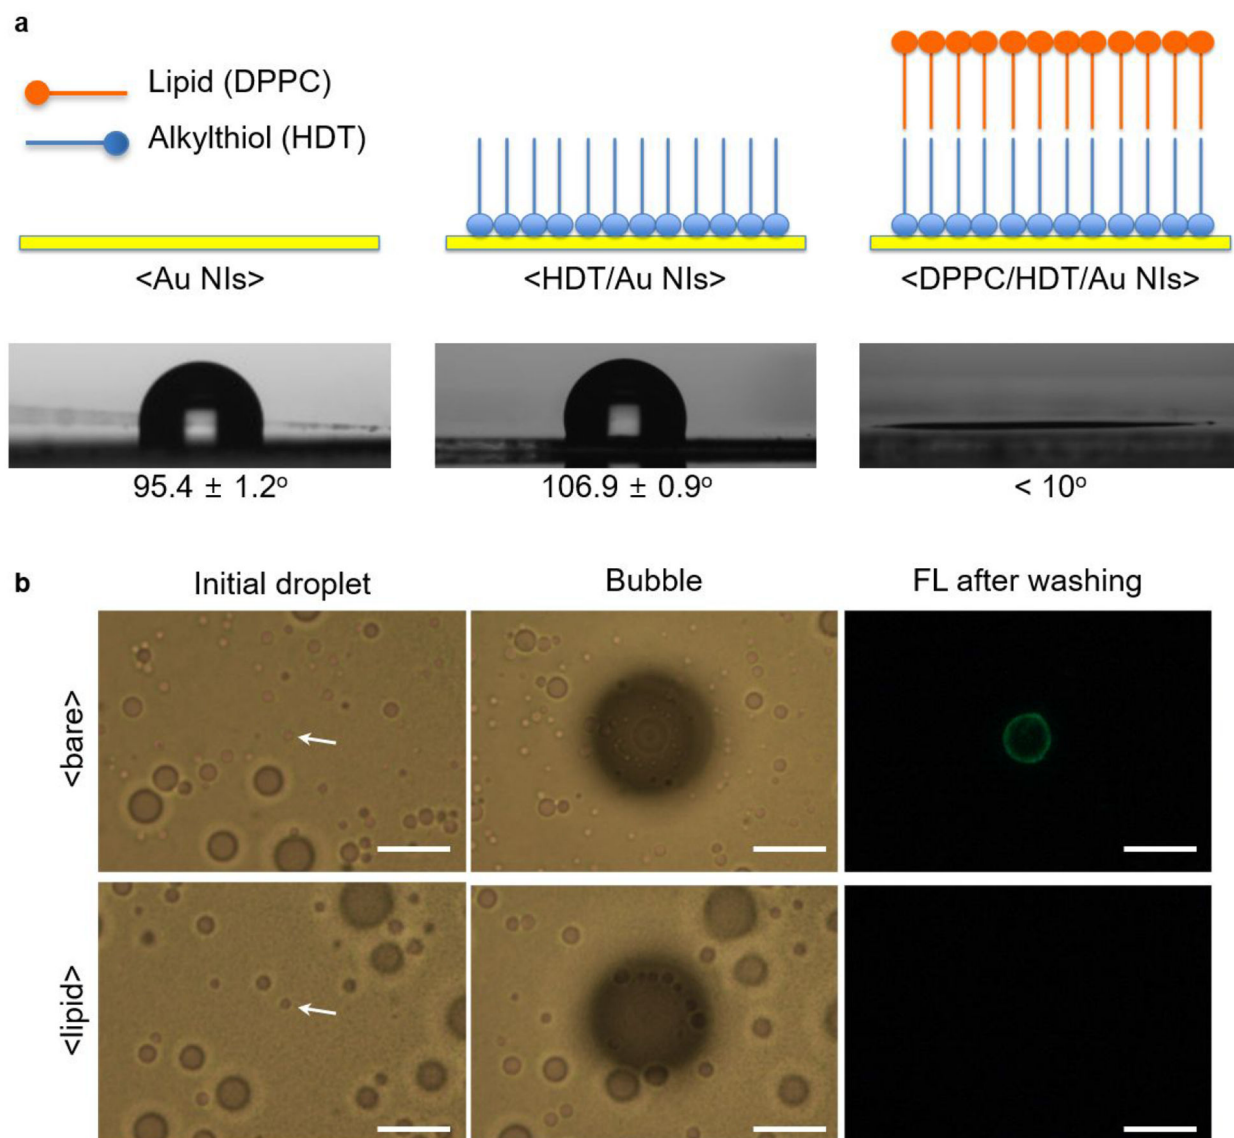 a
Lipid (DPPC)
Alkylthiol (HDT)
<Au NIs>
<HDT/Au NIs>
<DPPC/HDT/Au NIs>
95.4 ± 1.2°
106.9 ± 0.9°
< 10°
b
Initial droplet
Bubble
FL after washing
<bare>
<lipid>